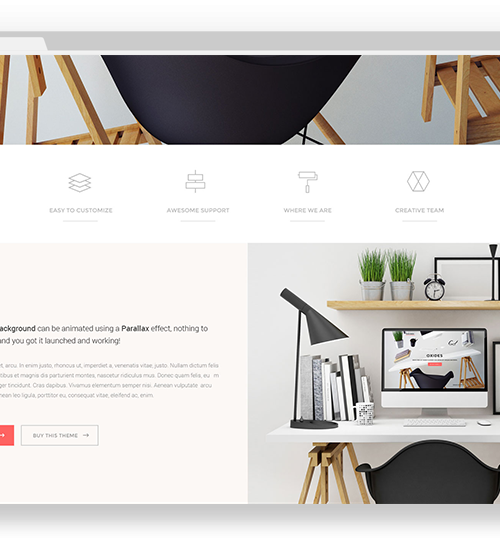 EASY TO CUSTOMIZE
AWESOME SUPPORT
WHERE WE ARE
CREATIVE TEAM
ackground can be animated using a Parallax effect, nothing to
and you got it launched and working!
et, arcu. In enim justo, rhoncus ut, imperdiet a, venenatis vitae, justo. Nullam dictum felis
tibus et magnis dis parturient montes, nascetur ridiculus mus. Donec quam felis,
er tincidunt. Cras dapibus. Vivamus elementum semper nisi. Aenean vulputate arcu
nean leo ligula, porttitor eu, consequat vitae, eleifend ac, enim.
BUY THIS THEME
OXIDES